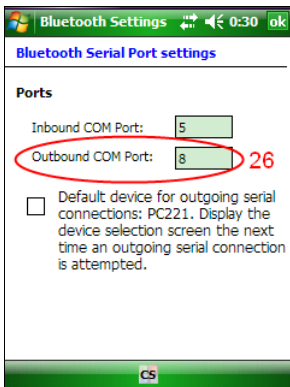 Bluetooth Settings 0:30 ok
Bluetooth Serial Port settings
Ports
Inbound COM Port: 5
Outbound COM Port: 8 26
Default device for outgoing serial
connections: PC221. Display the
device selection screen the next
time an outgoing serial connection
is attempted.
CS